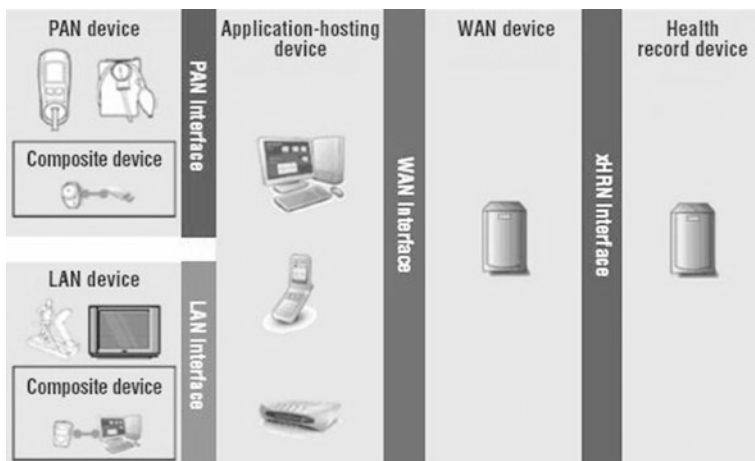 PAN device
Composite device
PAN Interface
LAN device
Composite device
LAN Interface
Application-hosting
device
WAN Interface
WAN device
xHRN Interface
Health
record device